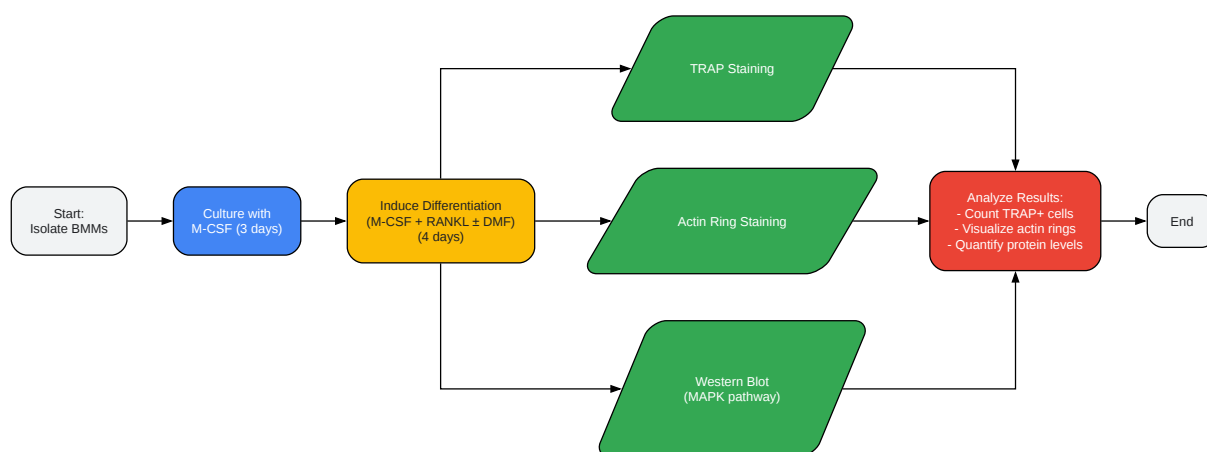 Start:
Isolate BMMs
Culture with
M-CSF (3 days)
Induce Differentiation
(M-CSF + RANKL ± DMF)
(4 days)
TRAP Staining
Actin Ring Staining
Western Blot
(MAPK pathway)
Analyze Results:
- Count TRAP+ cells
- Visualize actin rings
- Quantify protein levels
End